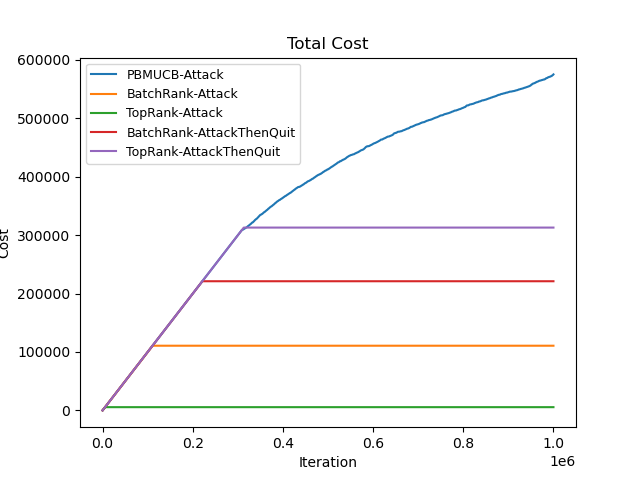 Total Cost
600000
500000
400000
300000
200000
100000
0
Cost
PBMUCB-Attack
BatchRank-Attack
TopRank-Attack
BatchRank-AttackThenQuit
TopRank-AttackThenQuit
0.0 0.2 0.4 0.6 0.8 1.0
1e6
Iteration